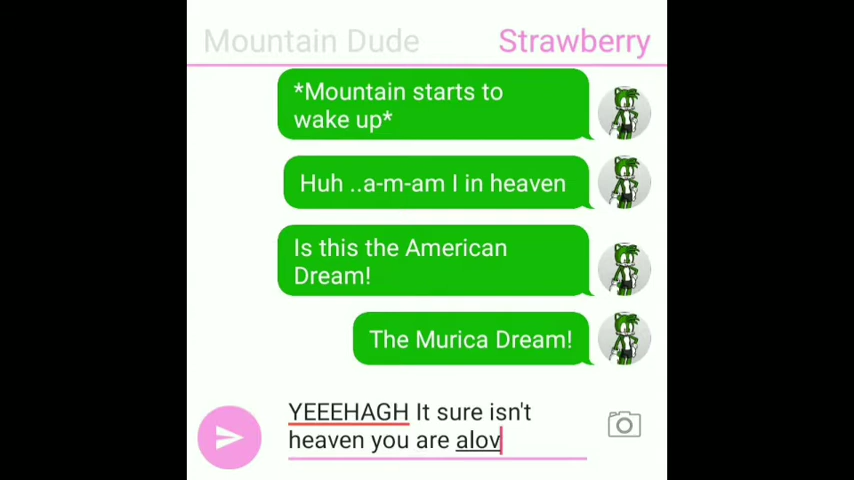 Mountain Dude Strawberry
*Mountain starts to
wake up*
Huh ..a-m-am I in heaven
Is this the American
Dream!
The Murica Dream!
YEEEHAGH It sure isn't
heaven you are alov